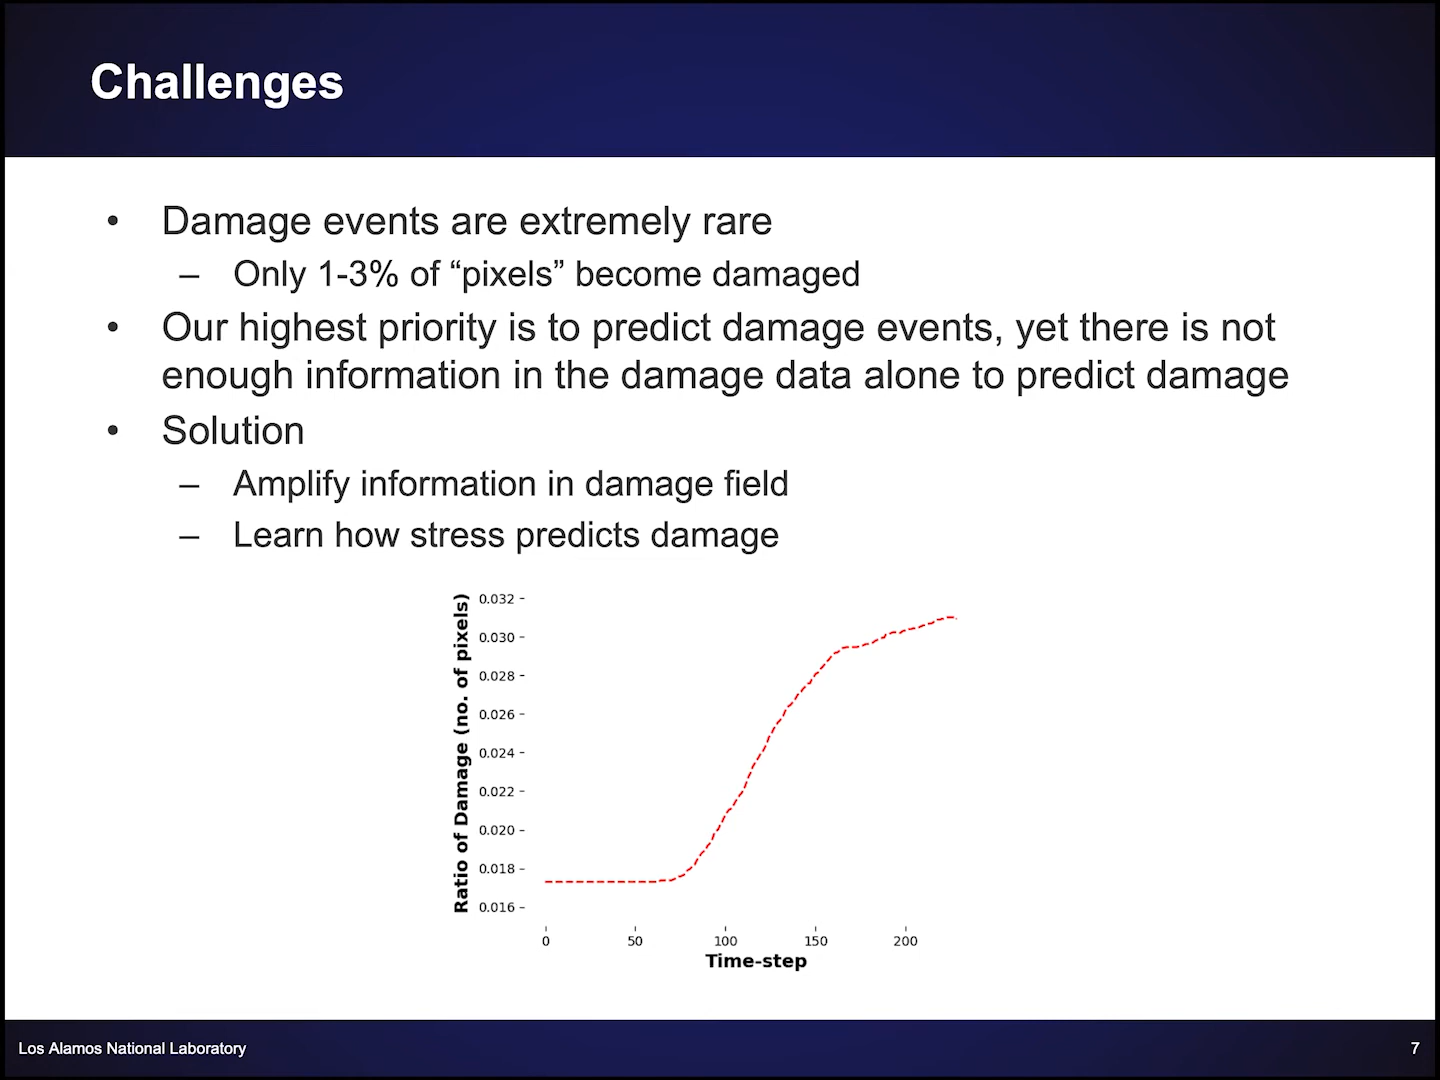 Challenges
• Damage events are extremely rare
– Only 1-3% of “pixels” become damaged
• Our highest priority is to predict damage events, yet there is not
enough information in the damage data alone to predict damage
• Solution
– Amplify information in damage field
– Learn how stress predicts damage
Ratio of Damage (no. of pixels)
0.032
0.030
0.028
0.026
0.024
0.022
0.020
0.018
0.016
0 50 100 150 200
Time-step
Los Alamos National Laboratory 7